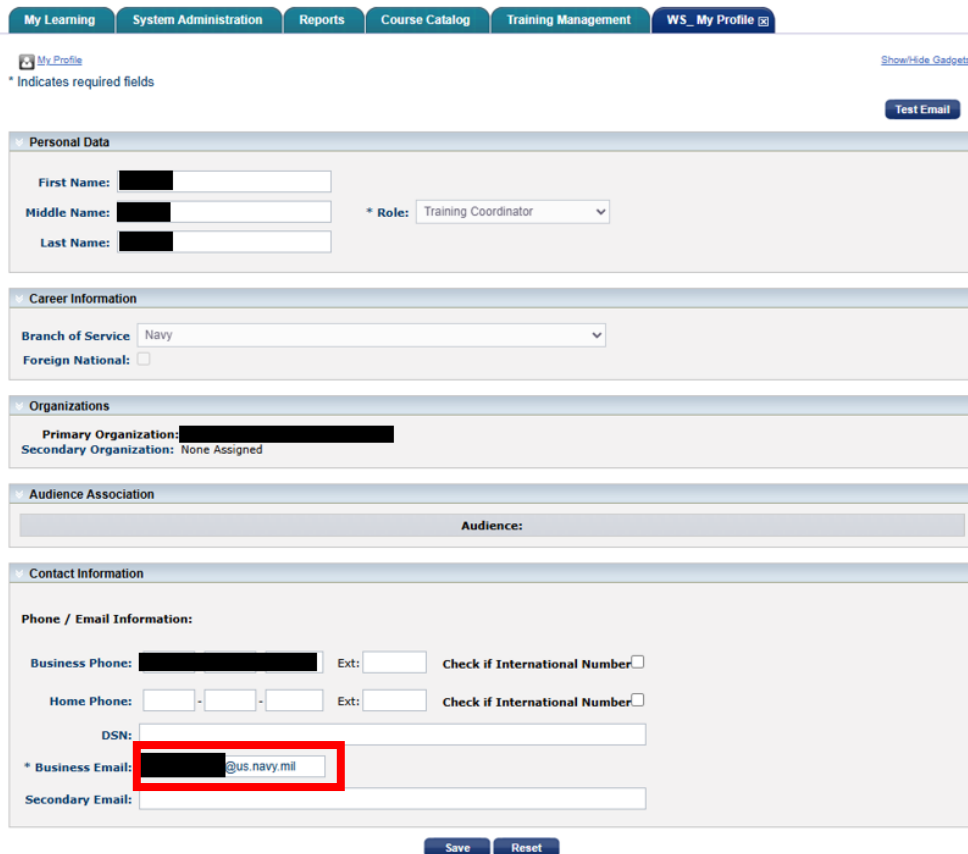 My Learning System Administration Reports Course Catalog Training Management WS_ My Profile
My Profile Show/Hide Gadgets
* Indicates required fields
Test Email
Personal Data
First Name:
Middle Name: * Role: Training Coordinator
Last Name:
Career Information
Branch of Service Navy
Foreign National:
Organizations
Primary Organization:
Secondary Organization: None Assigned
Audience Association
Audience:
Contact Information
Phone / Email Information:
Business Phone: Ext: Check if International Number
Home Phone: - - Ext: Check if International Number
DSN:
* Business Email: @us.navy.mil
Secondary Email:
Save Reset